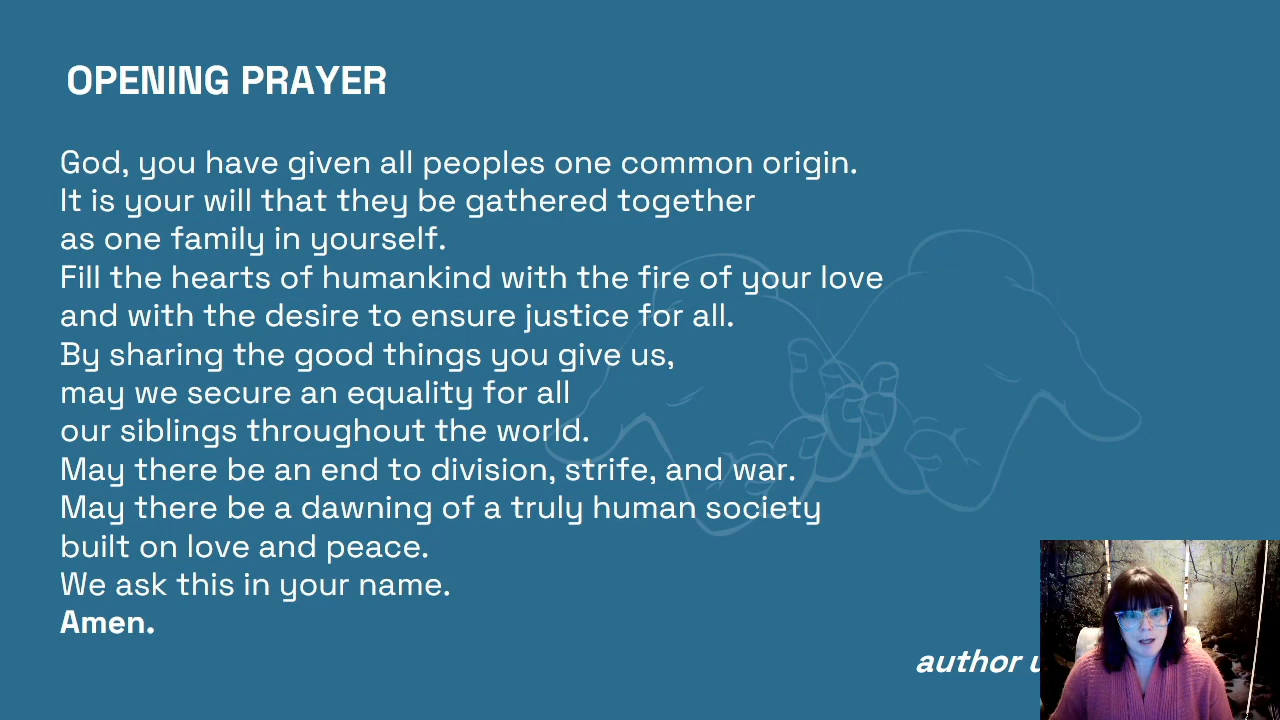 OPENING PRAYER
God, you have given all peoples one common origin.
It is your will that they be gathered together
as one family in yourself.
Fill the hearts of humankind with the fire of your love
and with the desire to ensure justice for all.
By sharing the good things you give us,
may we secure an equality for all
our siblings throughout the world.
May there be an end to division, strife, and war.
May there be a dawning of a truly human society
built on love and peace.
We ask this in your name.
Amen.
author